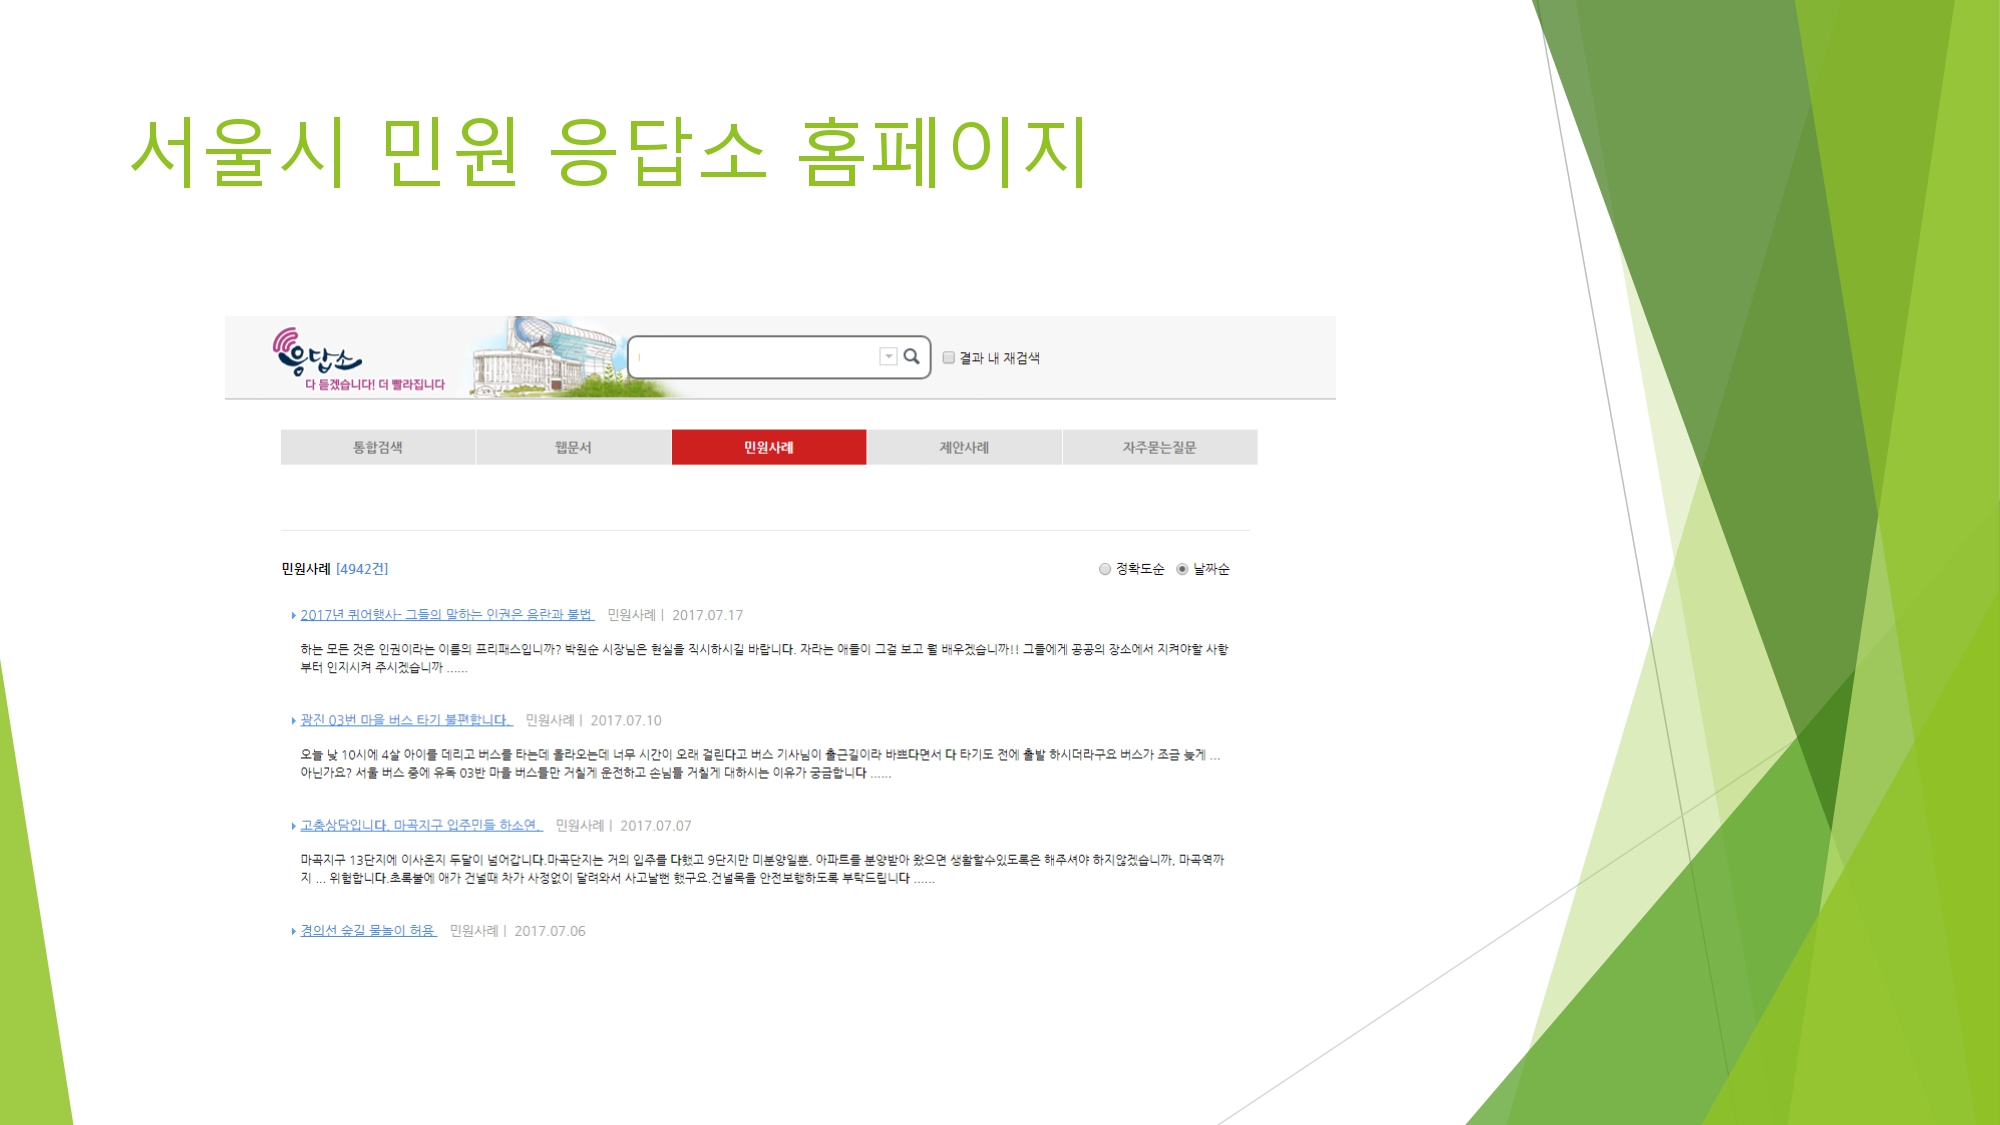 서울시 민원 응답소 홈페이지
응답소
다 듣겠습니다! 더 빨라집니다
결과 내 재검색
통합검색 웹문서 민원사례 제안사례 자주묻는질문
민원사례 [4942건] 정확도순 날짜순
2017년 퀴어행사- 그들의 말하는 인권은 음란과 불법 민원사례 | 2017.07.17
하는 모든 것은 인권이라는 이름의 프리패스입니까? 박원순 시장님은 현실을 직시하시길 바랍니다. 자라는 애들이 그걸 보고 뭘 배우겠습니까!! 그들에게 공공의 장소에서 지켜야할 사항
부터 인지시켜 주시겠습니까 ......
광진 03번 마을 버스 타기 불편합니다. 민원사례 | 2017.07.10
오늘 낮 10시에 4살 아이를 데리고 버스를 타는데 올라오는데 너무 시간이 오래 걸린다고 버스 기사님이 출근길이라 바쁘다면서 다 타기도 전에 출발 하시더라구요 버스가 조금 늦게 ...
아닌가요? 서울 버스 중에 유독 03반 마을 버스들만 거칠게 운전하고 손님들 거칠게 대하시는 이유가 궁금합니다 ......
고충상담입니다. 마곡지구 입주민들 하소연. 민원사례 | 2017.07.07
마곡지구 13단지에 이사온지 두달이 넘어갑니다.마곡단지는 거의 입주를 다했고 9단지만 미분양일뿐, 아파트를 분양받아 왔으면 생활할수있도록은 해주셔야 하지않겠습니까, 마곡역까
지 ... 위험합니다.초록불에 애가 건널때 차가 사정없이 달려와서 사고날뻔 했구요.건널목을 안전보행하도록 부탁드립니다 ......
경의선 숲길 물놀이 허용 민원사례 | 2017.07.06